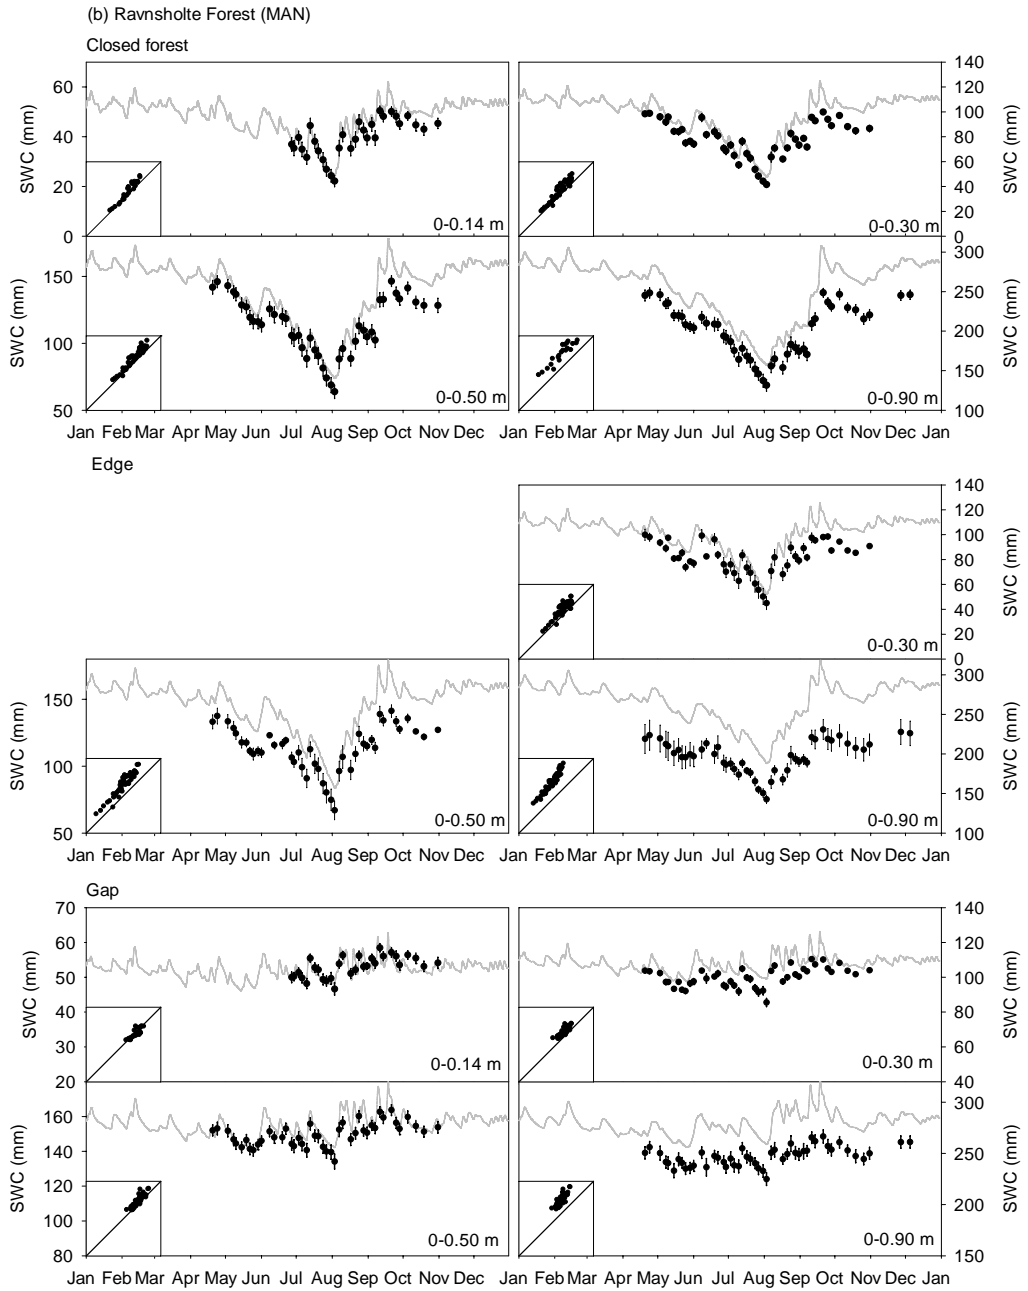 (b) Ravnsholte Forest (MAN)
Closed forest
60
40
20
0
SWC (mm)
0-0.14 m
140
120
100
80
60
40
20
0
SWC (mm)
0-0.30 m
150
100
50
SWC (mm)
0-0.50 m
300
250
200
150
100
SWC (mm)
0-0.90 m
Jan Feb Mar Apr May Jun Jul Aug Sep Oct Nov Dec
Jan Feb Mar Apr May Jun Jul Aug Sep Oct Nov Dec Jan
Edge
140
120
100
80
60
40
20
0
SWC (mm)
0-0.30 m
150
100
50
SWC (mm)
0-0.50 m
300
250
200
150
100
SWC (mm)
0-0.90 m
Jan Feb Mar Apr May Jun Jul Aug Sep Oct Nov Dec
Jan Feb Mar Apr May Jun Jul Aug Sep Oct Nov Dec Jan
Gap
70
60
50
40
30
20
SWC (mm)
0-0.14 m
140
120
100
80
60
40
SWC (mm)
0-0.30 m
160
140
120
100
80
SWC (mm)
0-0.50 m
300
250
200
150
SWC (mm)
0-0.90 m
Jan Feb Mar Apr May Jun Jul Aug Sep Oct Nov Dec
Jan Feb Mar Apr May Jun Jul Aug Sep Oct Nov Dec Jan